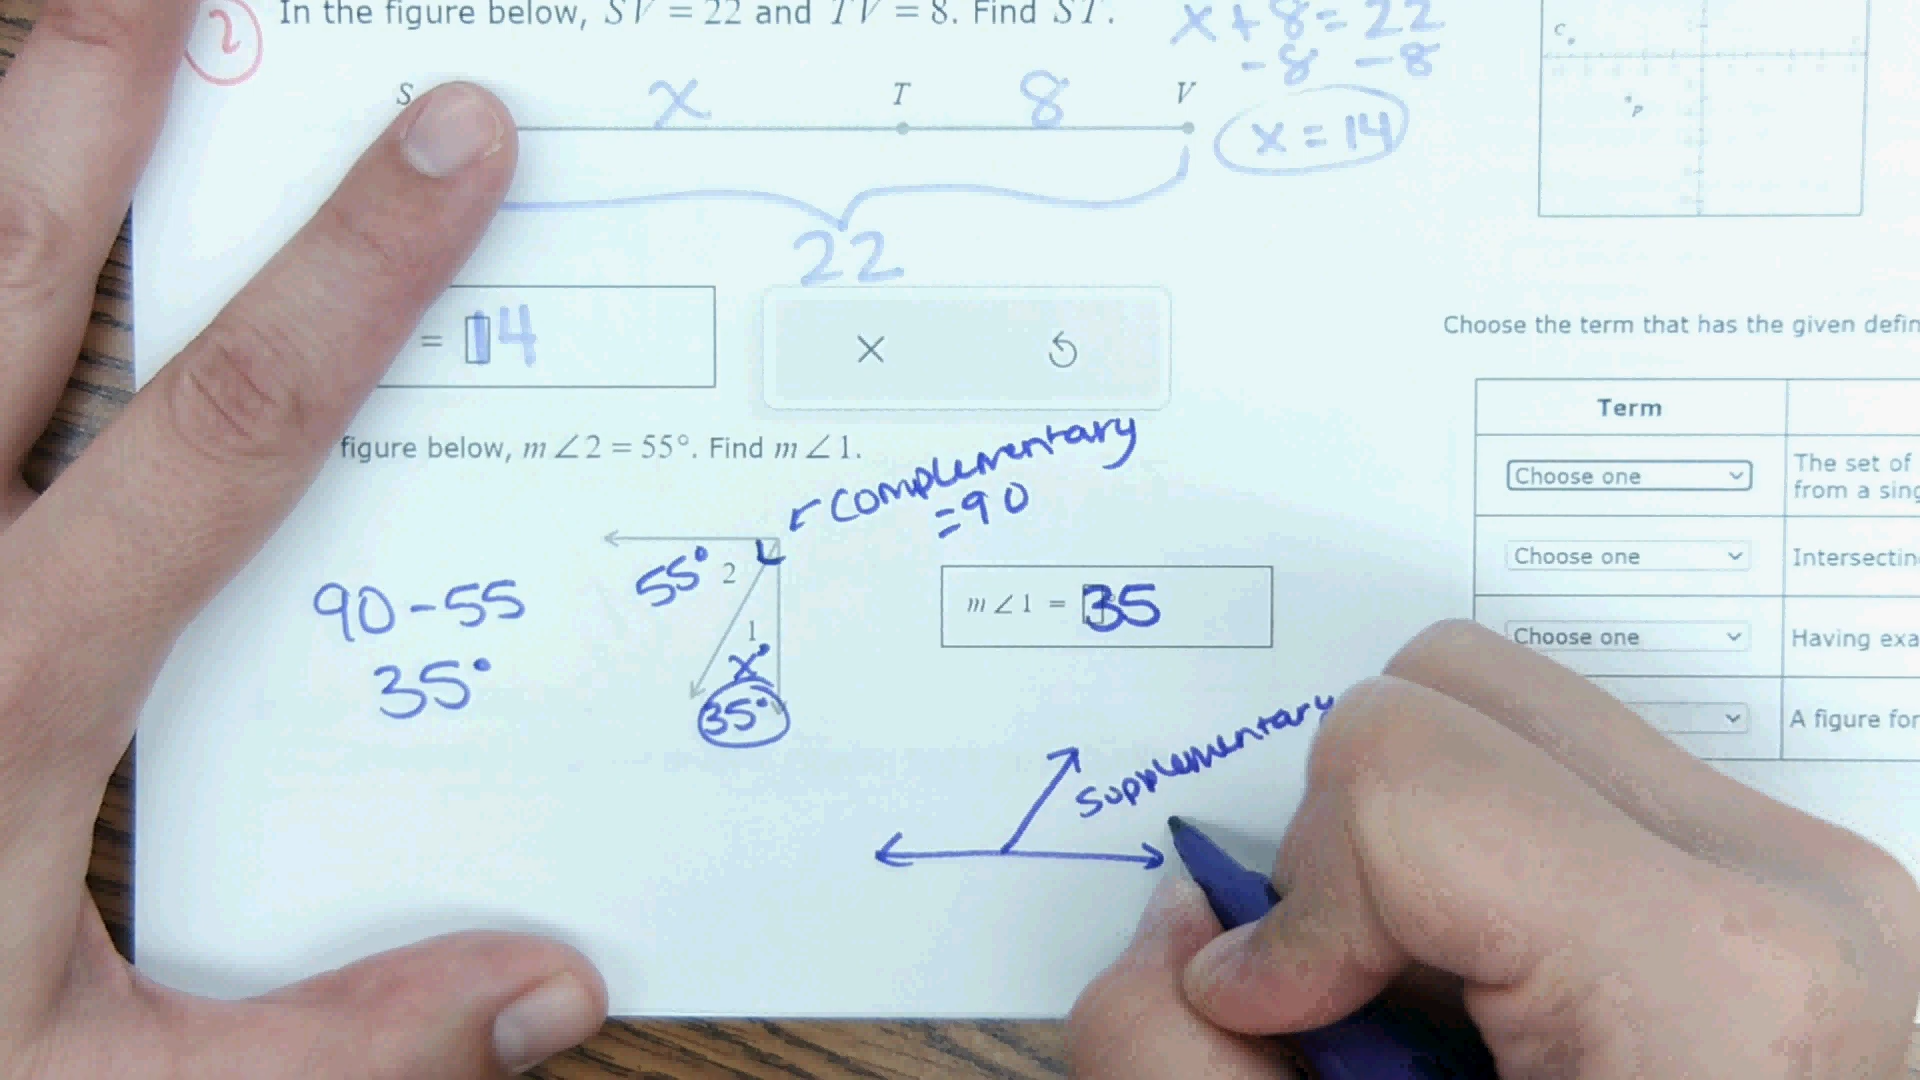 2 In the figure below, SV = 22 and TV = 8. Find ST.
x + 8 = 22
-8 -8
x = 14
S x T 8 V
22
= 14
×
C
P
figure below, m∠2 = 55°. Find m∠1.
complementary
= 90
55° 2
1
x°
35°
90-55
35°
m∠1 = 35
supplementary
Choose the term that has the given defin
Term
Choose one The set of
from a sing
Choose one Intersectin
Choose one Having exa
A figure for